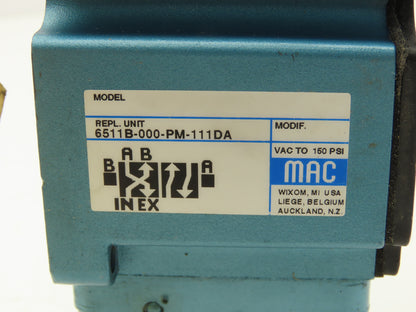 MODEL
REPL. UNIT
6511B-000-PM-111DA
MODIF.
VAC TO 150 PSI
A B
B A
IN EX
MAC
WIXOM, MI USA
LIEGE, BELGIUM
AUCKLAND, N.Z.